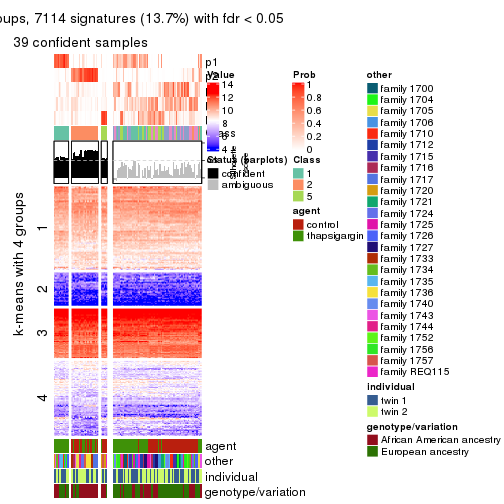 oups, 7114 signatures (13.7%) with fdr < 0.05
39 confident samples
p1
p2
Value
14
12
10
8
6
4
Prob
1
0.8
0.6
0.4
0.2
0
Status (barplots)
confident
ambiguous
Class
1
2
5
agent
control
thapsigargin
other
family 1700
family 1704
family 1705
family 1706
family 1710
family 1712
family 1715
family 1716
family 1717
family 1720
family 1721
family 1724
family 1725
family 1726
family 1727
family 1733
family 1734
family 1735
family 1736
family 1740
family 1743
family 1744
family 1752
family 1756
family 1757
family REQ115
individual
twin 1
twin 2
genotype/variation
African American ancestry
European ancestry
k-means with 4 groups
1
2
3
4
agent
other
individual
genotype/variation